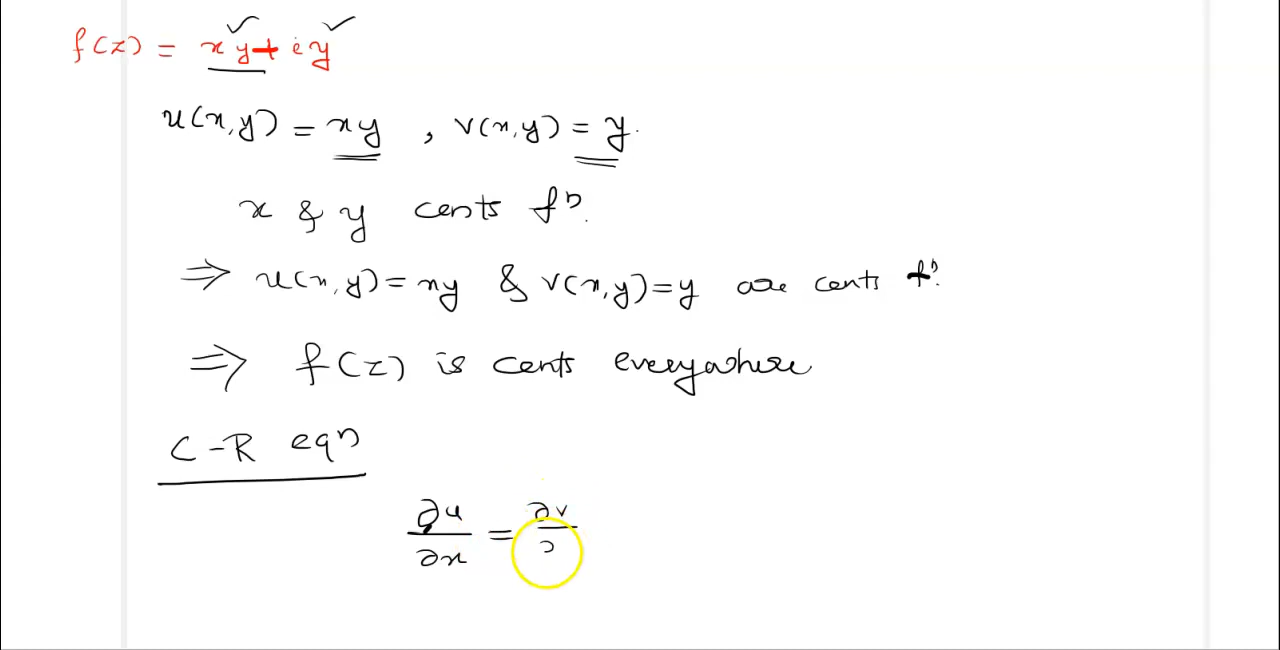 f(z) = xy + iy
u(x,y) = xy , v(x,y) = y.
x & y conts fⁿ.
⇒ u(x,y) = xy & v(x,y) = y are conts fⁿ.
⇒ f(z) is conts everywhere
C-R eqⁿ
∂u/∂x = ∂v/∂